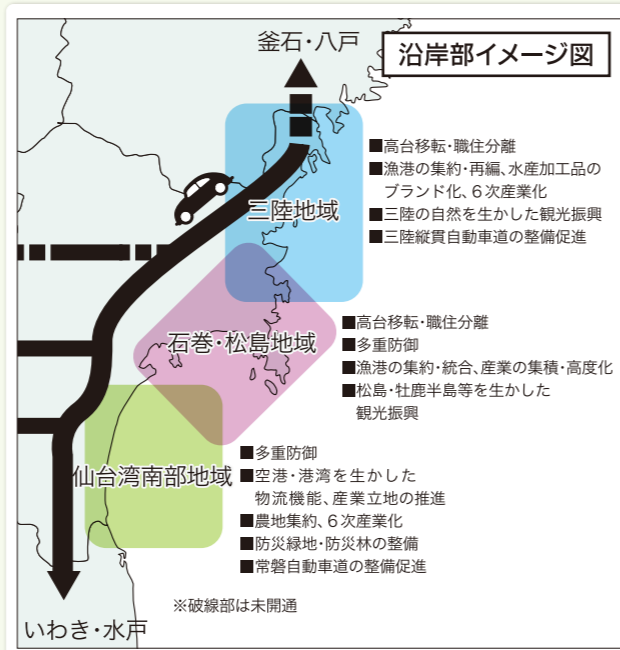 釜石・八戸
沿岸部イメージ図
■高台移転・職住分離
■漁港の集約・再編、水産加工品の
ブランド化、６次産業化
■三陸の自然を生かした観光振興
■三陸縦貫自動車道の整備促進
三陸地域
■高台移転・職住分離
■多重防御
■漁港の集約・統合、産業の集積・高度化
■松島・牡鹿半島等を生かした
観光振興
石巻・松島地域
■多重防御
■空港・港湾を生かした
物流機能、産業立地の推進
■農地集約、６次産業化
■防災緑地・防災林の整備
■常磐自動車道の整備促進
仙台湾南部地域
※破線部は未開通
いわき・水戸